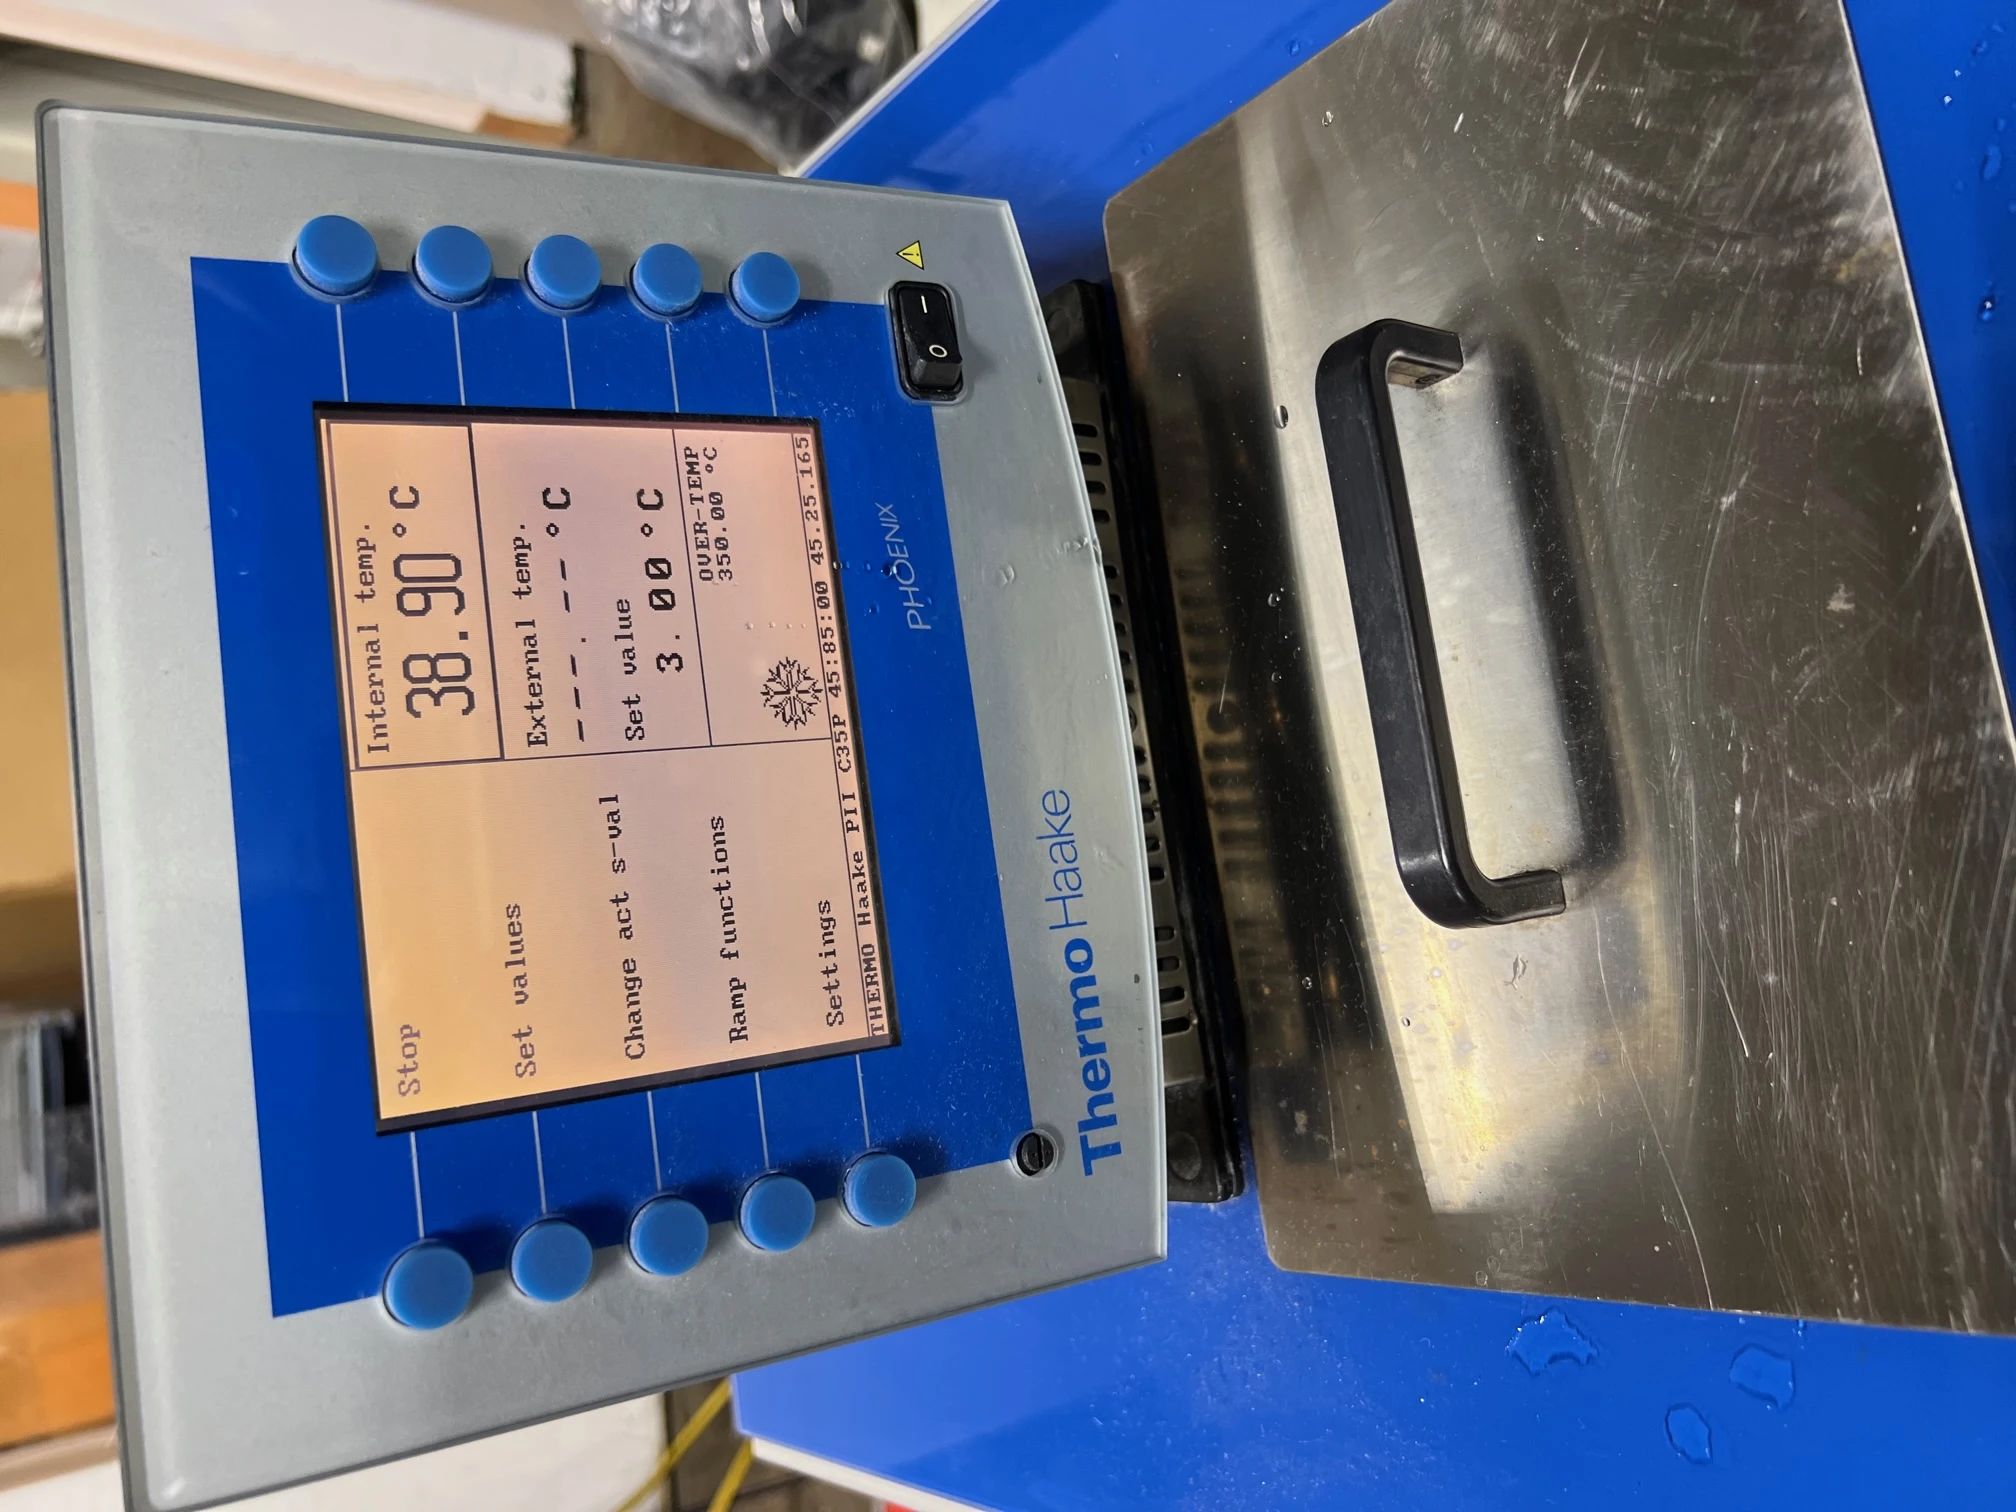 Stop
Set values
Change act s-val
Ramp functions
Settings
Internal temp.
38.90°C
External temp.
---.--°C
Set value
3.00°C
OVER-TEMP
350.00 °C
THERMO Haake PII C35P 45:85:00 45.25.165
PHOENIX
O I
Thermo Haake